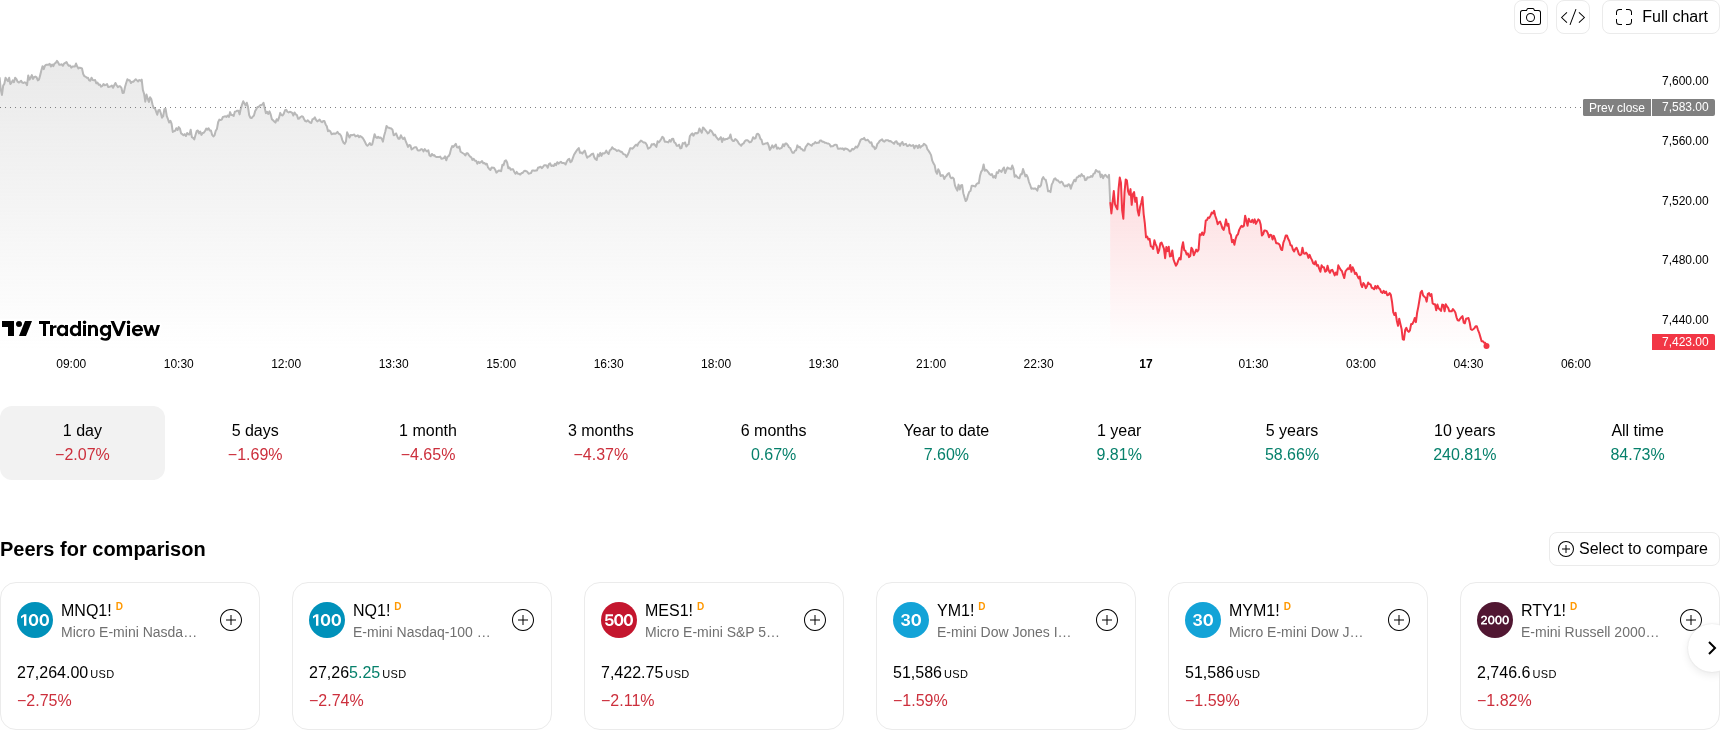 Full chart
7,600.00
Prev close 7,583.00
7,560.00
7,520.00
7,480.00
7,440.00
7,423.00
TradingView
09:00 10:30 12:00 13:30 15:00 16:30 18:00 19:30 21:00 22:30 17 01:30 03:00 04:30 06:00
1 day 5 days 1 month 3 months 6 months Year to date 1 year 5 years 10 years All time
−2.07% −1.69% −4.65% −4.37% 0.67% 7.60% 9.81% 58.66% 240.81% 84.73%
Peers for comparison
Select to compare
100 MNQ1! D
Micro E-mini Nasda…
27,264.00 USD
−2.75%
100 NQ1! D
E-mini Nasdaq-100 …
27,265.25 USD
−2.74%
500 MES1! D
Micro E-mini S&P 5…
7,422.75 USD
−2.11%
30 YM1! D
E-mini Dow Jones I…
51,586 USD
−1.59%
30 MYM1! D
Micro E-mini Dow J…
51,586 USD
−1.59%
2000 RTY1! D
E-mini Russell 2000…
2,746.6 USD
−1.82%